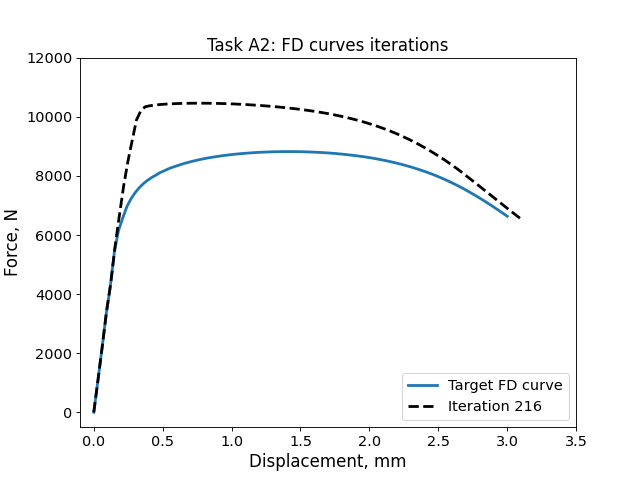 Task A2: FD curves iterations
12000
10000
8000
6000
4000
2000
0
Force, N
0.0 0.5 1.0 1.5 2.0 2.5 3.0 3.5
Displacement, mm
Target FD curve
Iteration 216